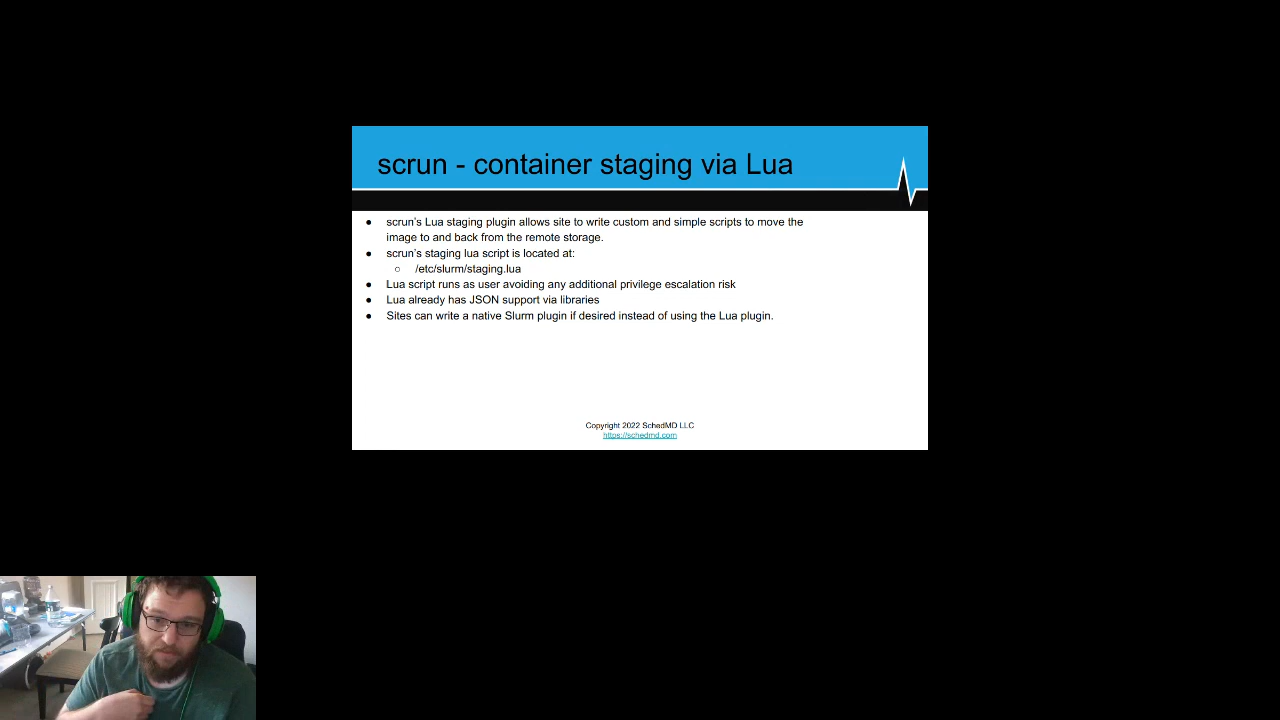 scrun - container staging via Lua
● scrun's Lua staging plugin allows site to write custom and simple scripts to move the
image to and back from the remote storage.
● scrun's staging lua script is located at:
○ /etc/slurm/staging.lua
● Lua script runs as user avoiding any additional privilege escalation risk
● Lua already has JSON support via libraries
● Sites can write a native Slurm plugin if desired instead of using the Lua plugin.
Copyright 2022 SchedMD LLC
https://schedmd.com